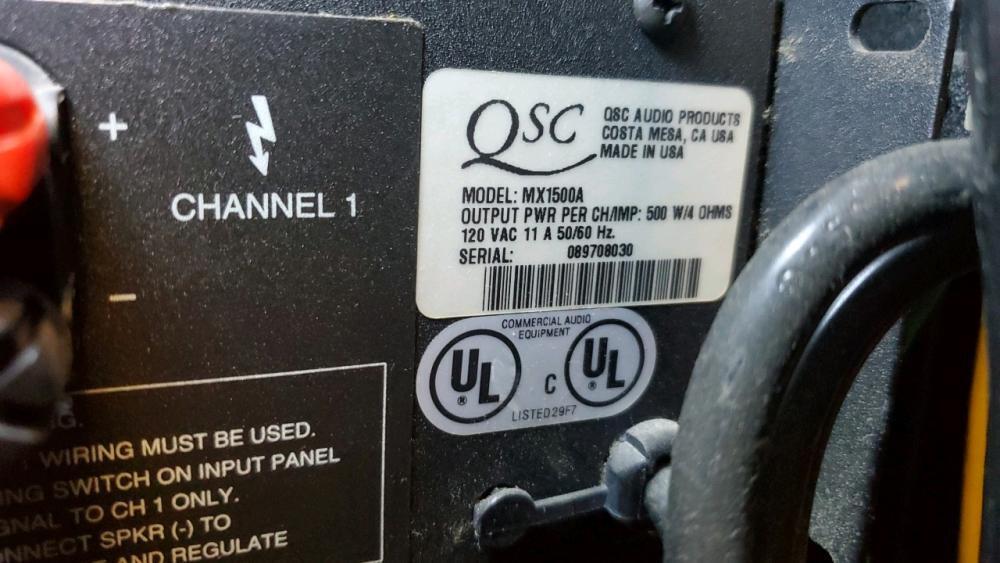 +
CHANNEL 1
−
QSC
QSC AUDIO PRODUCTS
COSTA MESA, CA USA
MADE IN USA
MODEL: MX1500A
OUTPUT PWR PER CH/IMP: 500 W/4 OHMS
120 VAC 11 A 50/60 Hz.
SERIAL: 089708030
COMMERCIAL AUDIO
EQUIPMENT
UL ® C UL ®
LISTED 29F7
WIRING MUST BE USED.
SWITCH ON INPUT PANEL
TO CH 1 ONLY.
SPKR (-) TO
AND REGULATE